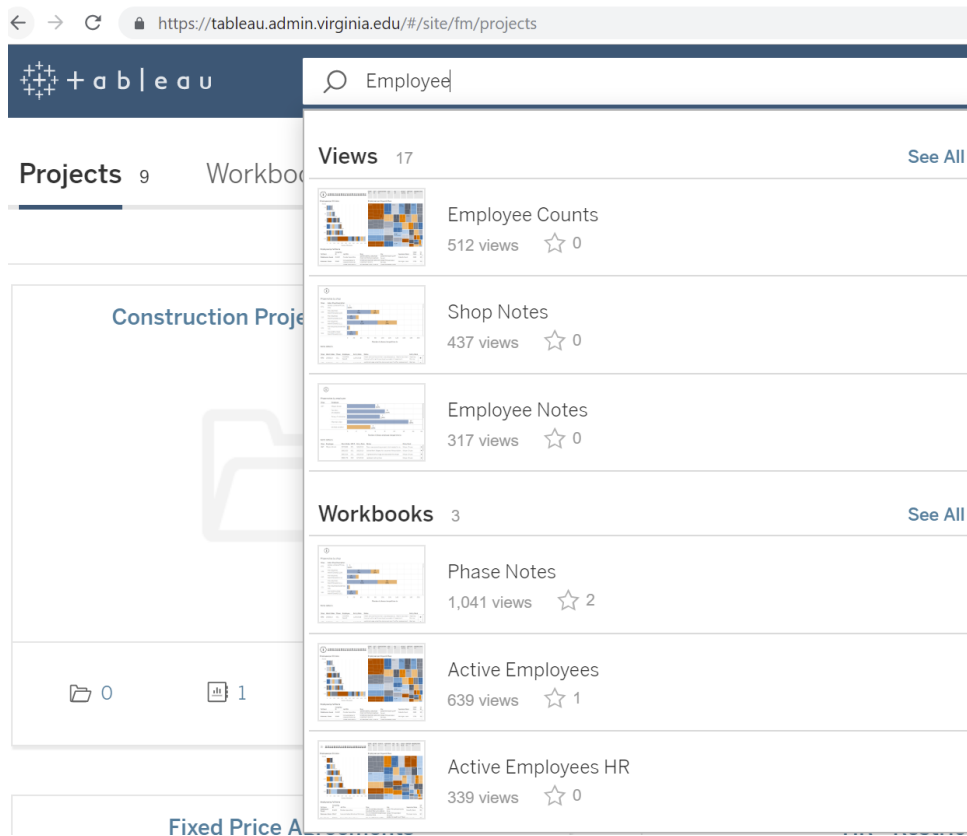 https://tableau.admin.virginia.edu/#/site/fm/projects
+ableau
Employee
Projects 9
Workboo
Views 17
See All
Employee Counts
512 views 0
Shop Notes
437 views 0
Employee Notes
317 views 0
Construction Proje
0 1
Workbooks 3
See All
Phase Notes
1,041 views 2
Active Employees
639 views 1
Active Employees HR
339 views 0
Fixed Price Agreements